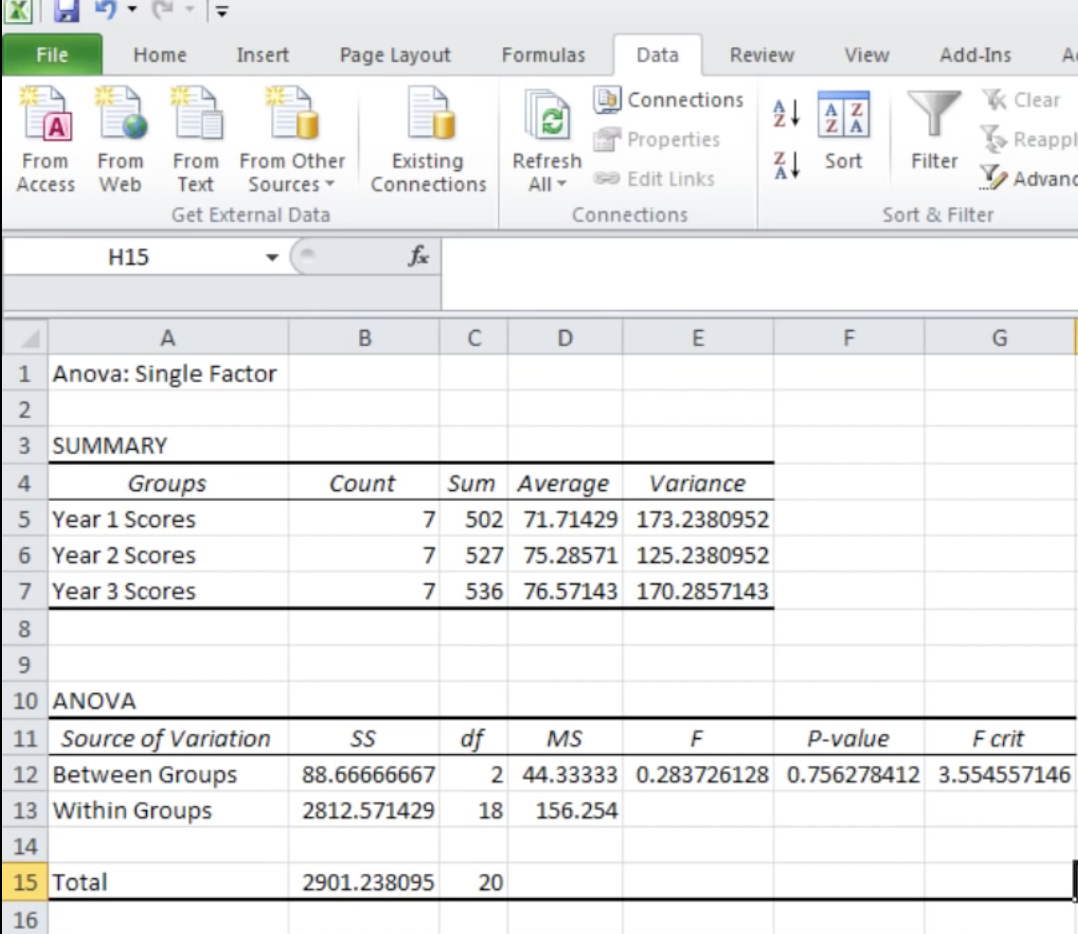 File Home Insert Page Layout Formulas Data Review View Add-Ins
From Access
From Web
From Text
From Other Sources
Existing Connections
Get External Data
Refresh All
Connections
Properties
Edit Links
Connections
Sort
Filter
Clear
Reappl
Advanc
Sort & Filter
H15 fx
A B C D E F G
1 Anova: Single Factor
2
3 SUMMARY
4 Groups Count Sum Average Variance
5 Year 1 Scores 7 502 71.71429 173.2380952
6 Year 2 Scores 7 527 75.28571 125.2380952
7 Year 3 Scores 7 536 76.57143 170.2857143
8
9
10 ANOVA
11 Source of Variation SS df MS F P-value F crit
12 Between Groups 88.66666667 2 44.33333 0.283726128 0.756278412 3.554557146
13 Within Groups 2812.571429 18 156.254
14
15 Total 2901.238095 20
16